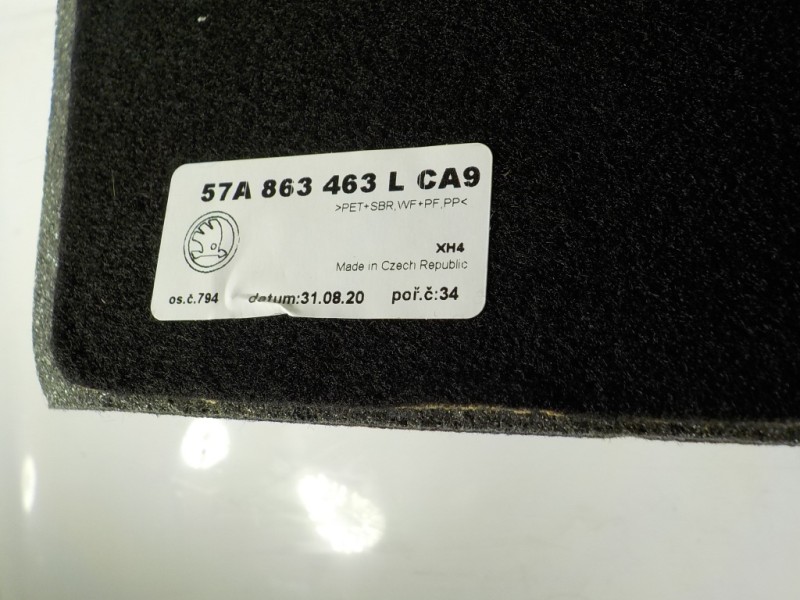 57A 863 463 L CA9
>PET+SBR,WF+PF,PP<
XH4
Made in Czech Republic
os.č.794 datum:31.08.20 poř.č:34